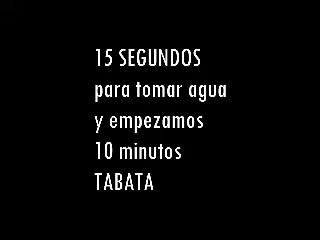 15 SEGUNDOS
para tomar agua
y empezamos
10 minutos
TABATA